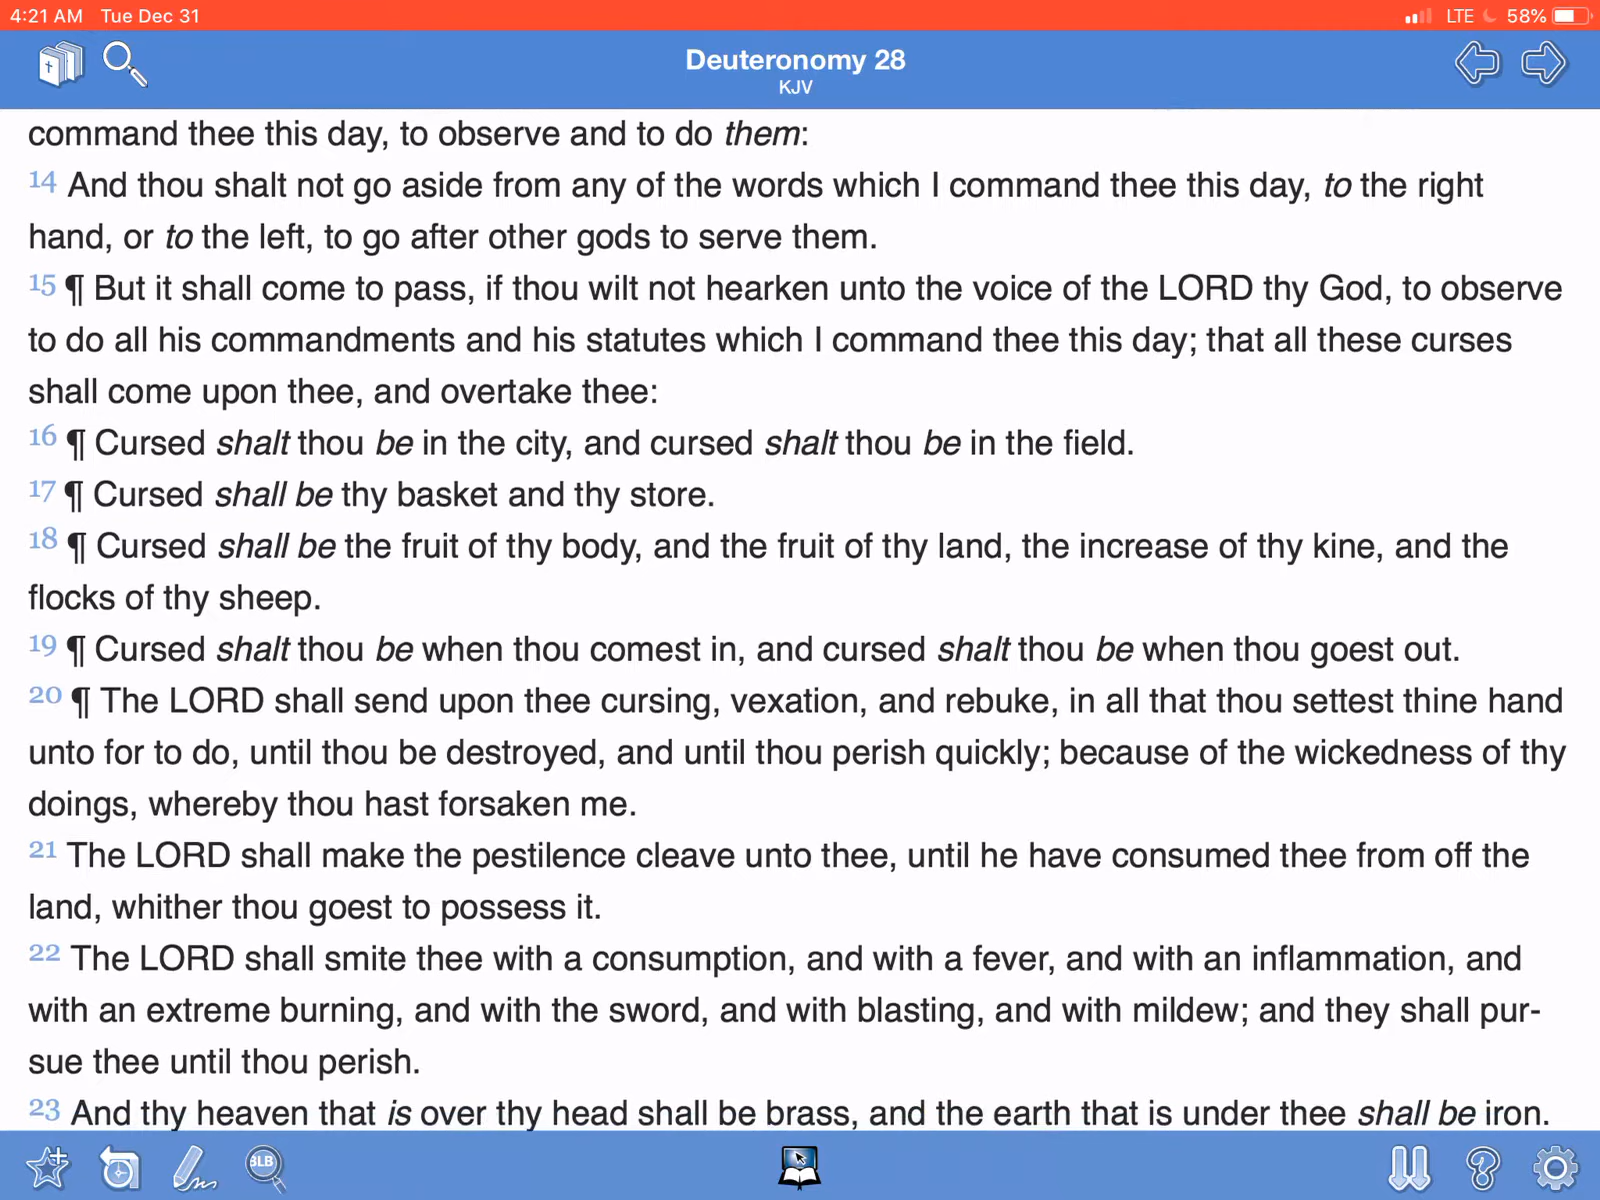 4:21 AM Tue Dec 31 LTE 58%
Deuteronomy 28
KJV
command thee this day, to observe and to do them:
14 And thou shalt not go aside from any of the words which I command thee this day, to the right
hand, or to the left, to go after other gods to serve them.
15 ¶ But it shall come to pass, if thou wilt not hearken unto the voice of the LORD thy God, to observe
to do all his commandments and his statutes which I command thee this day; that all these curses
shall come upon thee, and overtake thee:
16 ¶ Cursed shalt thou be in the city, and cursed shalt thou be in the field.
17 ¶ Cursed shall be thy basket and thy store.
18 ¶ Cursed shall be the fruit of thy body, and the fruit of thy land, the increase of thy kine, and the
flocks of thy sheep.
19 ¶ Cursed shalt thou be when thou comest in, and cursed shalt thou be when thou goest out.
20 ¶ The LORD shall send upon thee cursing, vexation, and rebuke, in all that thou settest thine hand
unto for to do, until thou be destroyed, and until thou perish quickly; because of the wickedness of thy
doings, whereby thou hast forsaken me.
21 The LORD shall make the pestilence cleave unto thee, until he have consumed thee from off the
land, whither thou goest to possess it.
22 The LORD shall smite thee with a consumption, and with a fever, and with an inflammation, and
with an extreme burning, and with the sword, and with blasting, and with mildew; and they shall pur-
sue thee until thou perish.
23 And thy heaven that is over thy head shall be brass, and the earth that is under thee shall be iron.
BLB